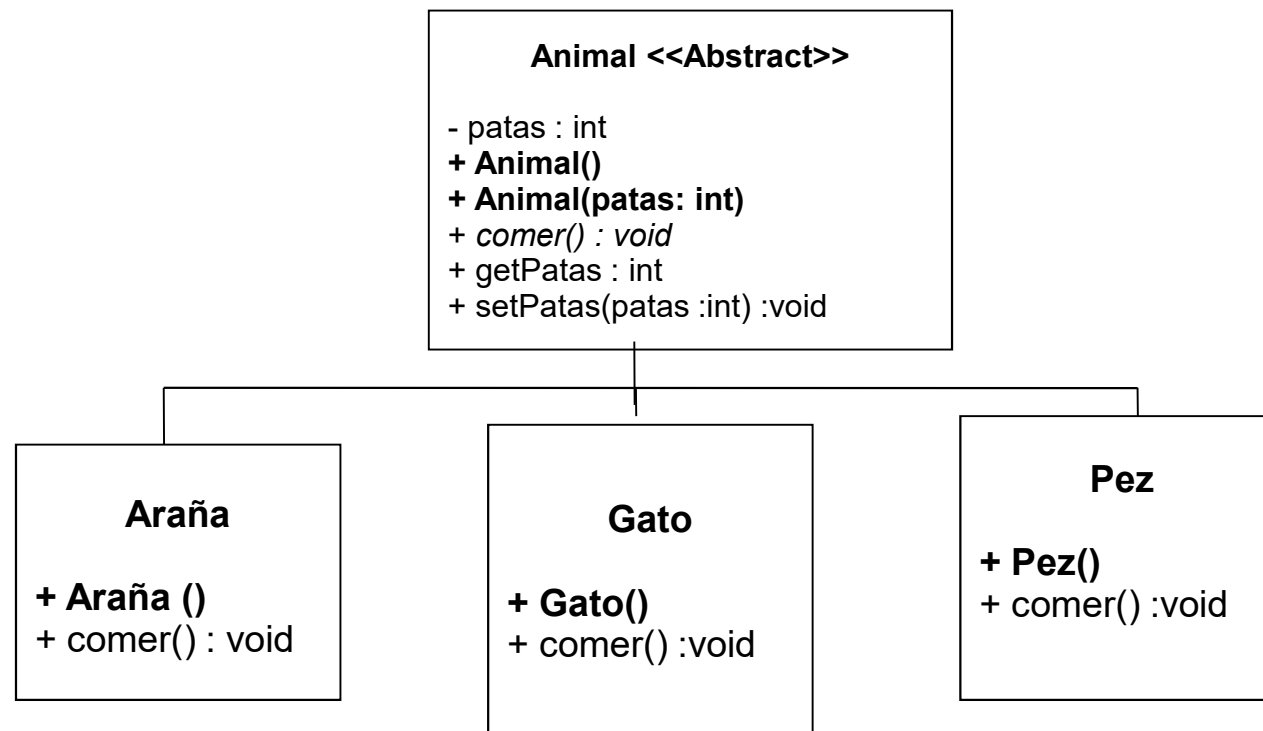 Animal <<Abstract>>
- patas : int
+ Animal()
+ Animal(patas: int)
+ comer() : void
+ getPatas : int
+ setPatas(patas :int) :void
Araña
+ Araña ()
+ comer() : void
Gato
+ Gato()
+ comer() :void
Pez
+ Pez()
+ comer() :void